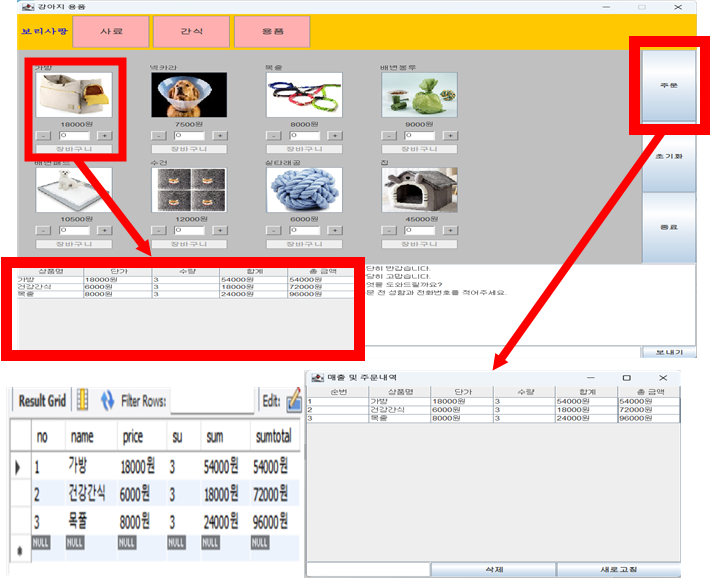 강아지 용품
보리사랑 사료 간식 용품
가방 넥카라 목줄 배변봉투
18000원 7500원 8000원 9000원
- 0 + - 0 + - 0 + - 0 +
장바구니 장바구니 장바구니 장바구니
배변패드 수건 실타래공 집
10500원 12000원 6000원 45000원
- 0 + - 0 + - 0 + - 0 +
장바구니 장바구니 장바구니 장바구니
주문
초기화
종료
상품명 단가 수량 합계 총 금액
가방 18000원 3 54000원 54000원
건강간식 6000원 3 18000원 72000원
목줄 8000원 3 24000원 96000원
단히 반갑습니다.
당히 고맙습니다.
엇을 도와드릴까요?
문 전 성함과 전화번호를 적어주세요.
보내기
Result Grid Filter Rows: Edit:
no name price su sum sumtotal
1 가방 18000원 3 54000원 54000원
2 건강간식 6000원 3 18000원 72000원
3 목줄 8000원 3 24000원 96000원
NULL NULL NULL NULL NULL NULL
매출 및 주문내역
순번 상품명 단가 수량 합계 총 금액
1 가방 18000원 3 54000원 54000원
2 건강간식 6000원 3 18000원 72000원
3 목줄 8000원 3 24000원 96000원
삭제 새로고침